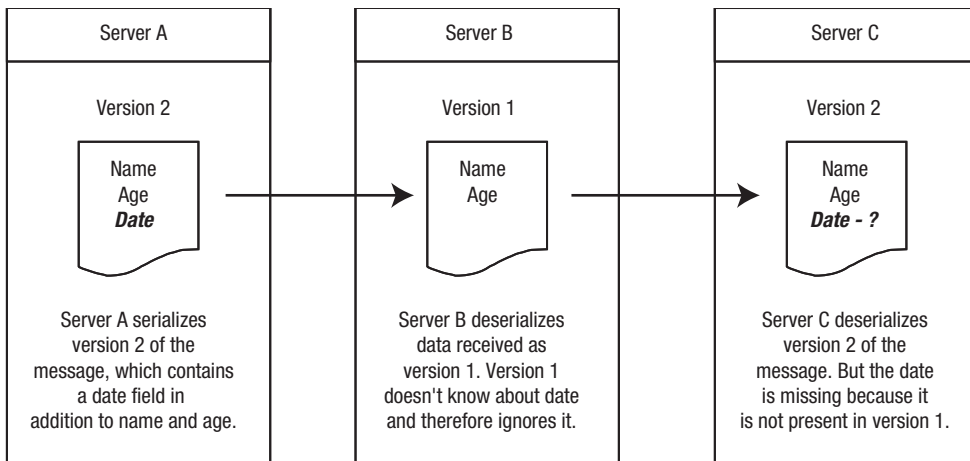 Server A
Version 2
Name
Age
Date
Server A serializes
version 2 of the
message, which contains
a date field in
addition to name and age.
Server B
Version 1
Name
Age
Server B deserializes
data received as
version 1. Version 1
doesn't know about date
and therefore ignores it.
Server C
Version 2
Name
Age
Date - ?
Server C deserializes
version 2 of the
message. But the date
is missing because it
is not present in version 1.